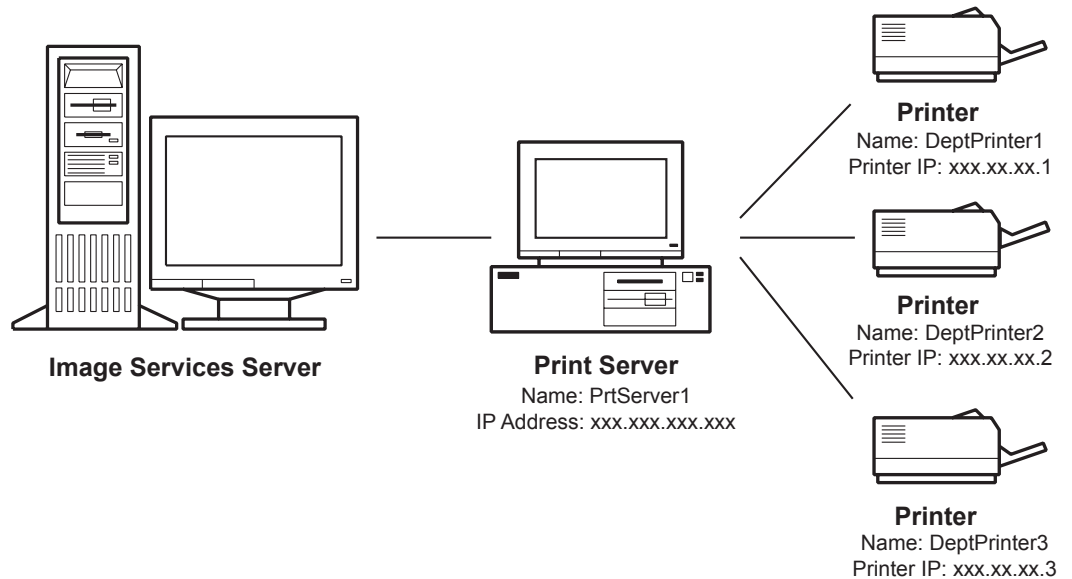 Printer
Name: DeptPrinter1
Printer IP: xxx.xx.xx.1
Printer
Name: DeptPrinter2
Printer IP: xxx.xx.xx.2
Image Services Server
Print Server
Name: PrtServer1
IP Address: xxx.xxx.xxx.xxx
Printer
Name: DeptPrinter3
Printer IP: xxx.xx.xx.3